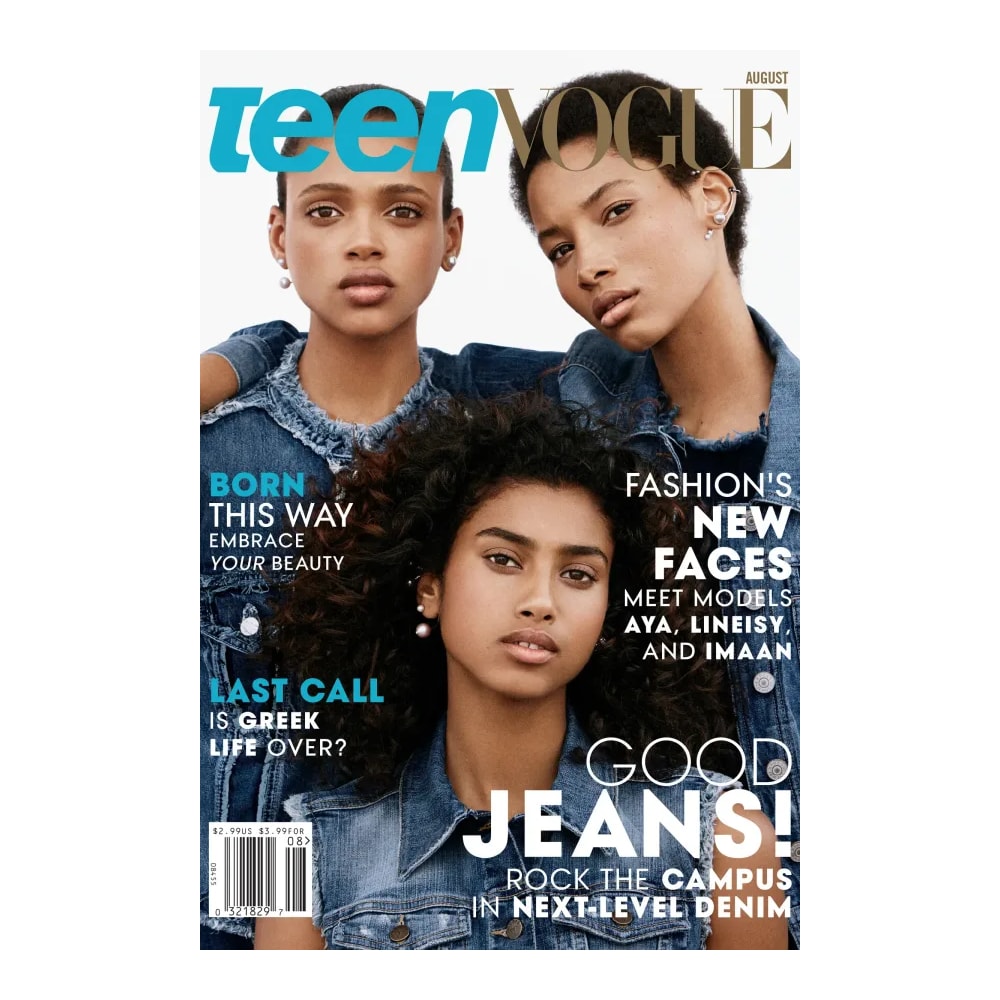 AUGUST
teen VOGUE
BORN
THIS WAY
EMBRACE
YOUR BEAUTY
FASHION'S
NEW
FACES
MEET MODELS
AYA, LINEISY,
AND IMAAN
LAST CALL
IS GREEK
LIFE OVER?
GOOD
JEANS!
ROCK THE CAMPUS
IN NEXT-LEVEL DENIM
$2.99US $3.99FOR
08>
08455
0 321829 7